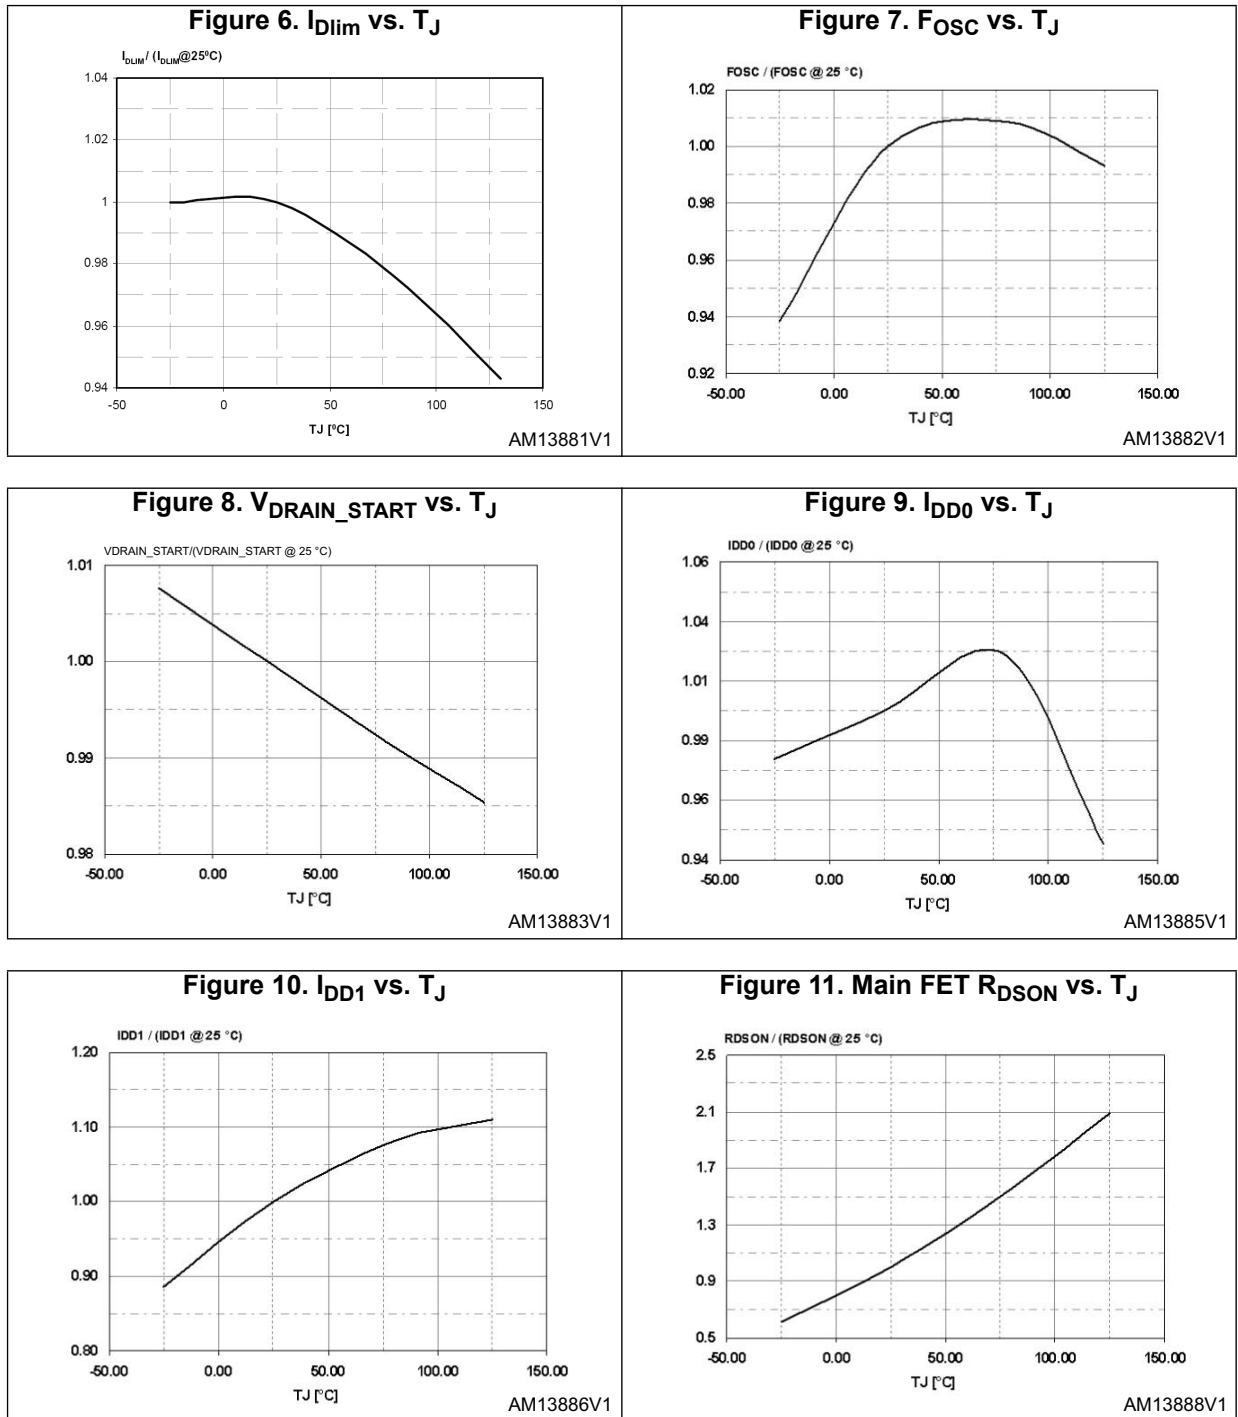 Figure 6. IDlim vs. TJ
IDLIM / (IDLIM@25ºC)
1.04
1.02
1
0.98
0.96
0.94
-50 0 50 100 150
TJ [ºC]
AM13881V1
Figure 7. FOSC vs. TJ
FOSC / (FOSC @ 25 °C)
1.02
1.00
0.98
0.96
0.94
0.92
-50.00 0.00 50.00 100.00 150.00
TJ [°C]
AM13882V1
Figure 8. VDRAIN_START vs. TJ
VDRAIN_START/(VDRAIN_START @ 25 °C)
1.01
1.00
0.99
0.98
-50.00 0.00 50.00 100.00 150.00
TJ [°C]
AM13883V1
Figure 9. IDD0 vs. TJ
IDD0 / (IDD0 @ 25 °C)
1.06
1.04
1.01
0.99
0.96
0.94
-50.00 0.00 50.00 100.00 150.00
TJ [°C]
AM13885V1
Figure 10. IDD1 vs. TJ
IDD1 / (IDD1 @ 25 °C)
1.20
1.10
1.00
0.90
0.80
-50.00 0.00 50.00 100.00 150.00
TJ [°C]
AM13886V1
Figure 11. Main FET RDSON vs. TJ
RDSON / (RDSON @ 25 °C)
2.5
2.1
1.7
1.3
0.9
0.5
-50.00 0.00 50.00 100.00 150.00
TJ [°C]
AM13888V1